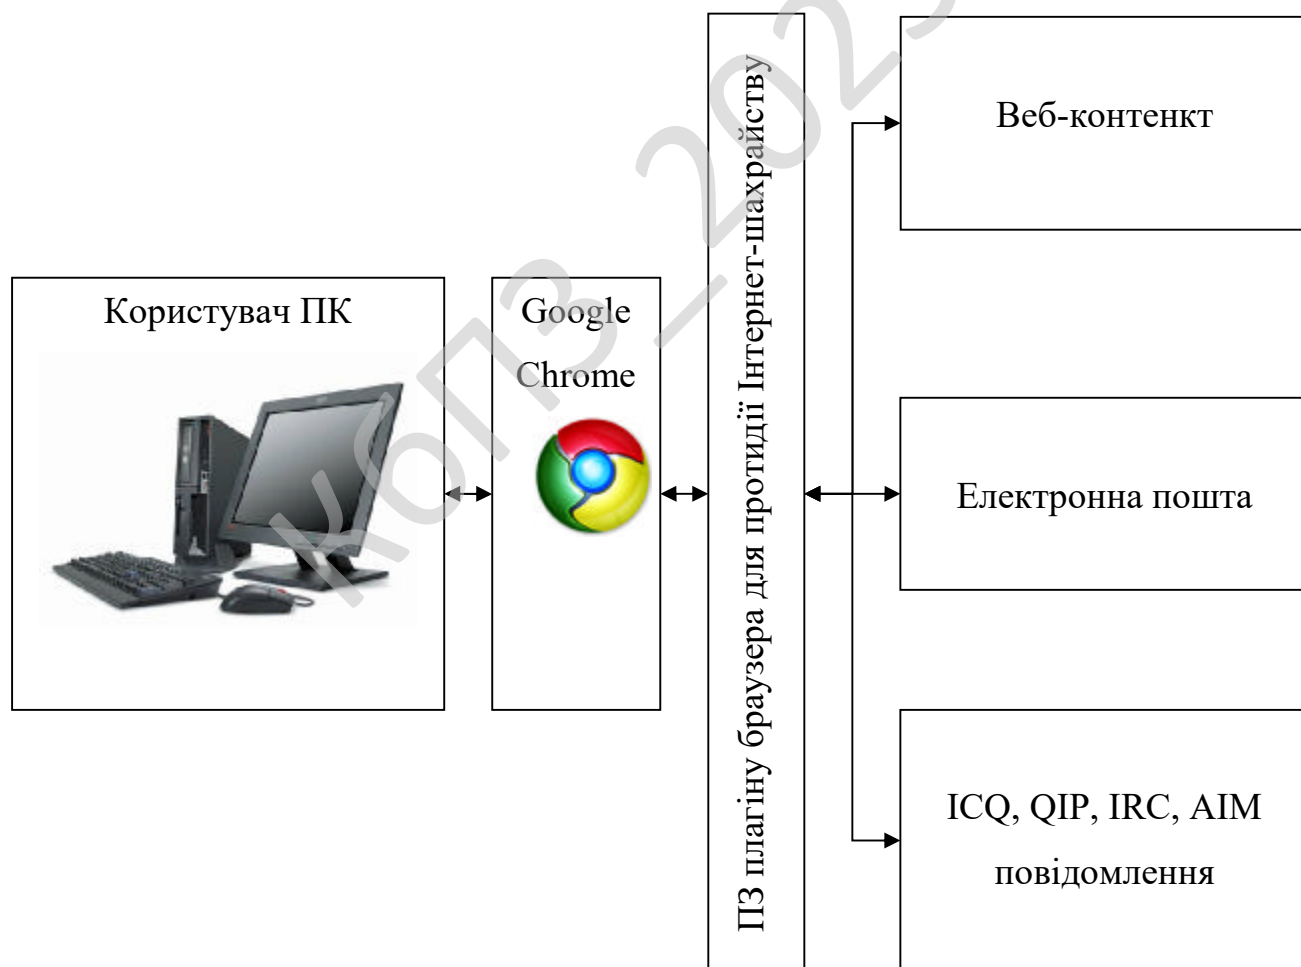 Користувач ПК
Google
Chrome
ПЗ плагіну браузера для протидії Інтернет-шахрайству
Веб-контенкт
Електронна пошта
ICQ, QIP, IRC, AIM
повідомлення
КОПЗ_2023